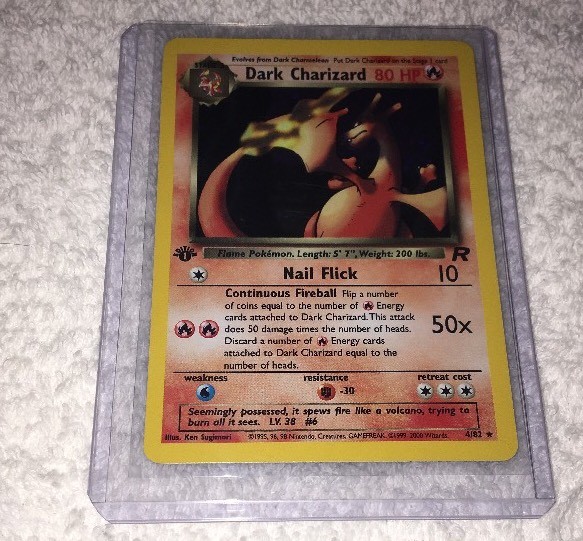 Evolves from Dark Charmeleon Put Dark Charizard on the Stage 1 card
Dark Charizard 80 HP
Flame Pokémon. Length: 5' 7", Weight: 200 lbs.
EDITION
1
R
Nail Flick 10
Continuous Fireball Flip a number
of coins equal to the number of Energy
cards attached to Dark Charizard. This attack
does 50 damage times the number of heads.
50x
Discard a number of Energy cards
attached to Dark Charizard equal to the
number of heads.
weakness resistance retreat cost
-30
Seemingly possessed, it spews fire like a volcano, trying to
burn all it sees. LV. 38 #6
Illus. Ken Sugimori ©1995, 96, 98 Nintendo, Creatures, GAMEFREAK. ©1999-2000 Wizards. 4/82 ★